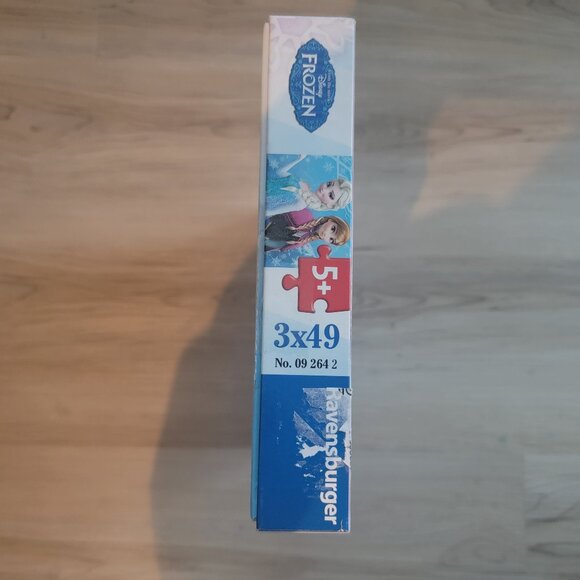 Disney
FROZEN
5+
3x49
No. 09 264 2
Ravensburger